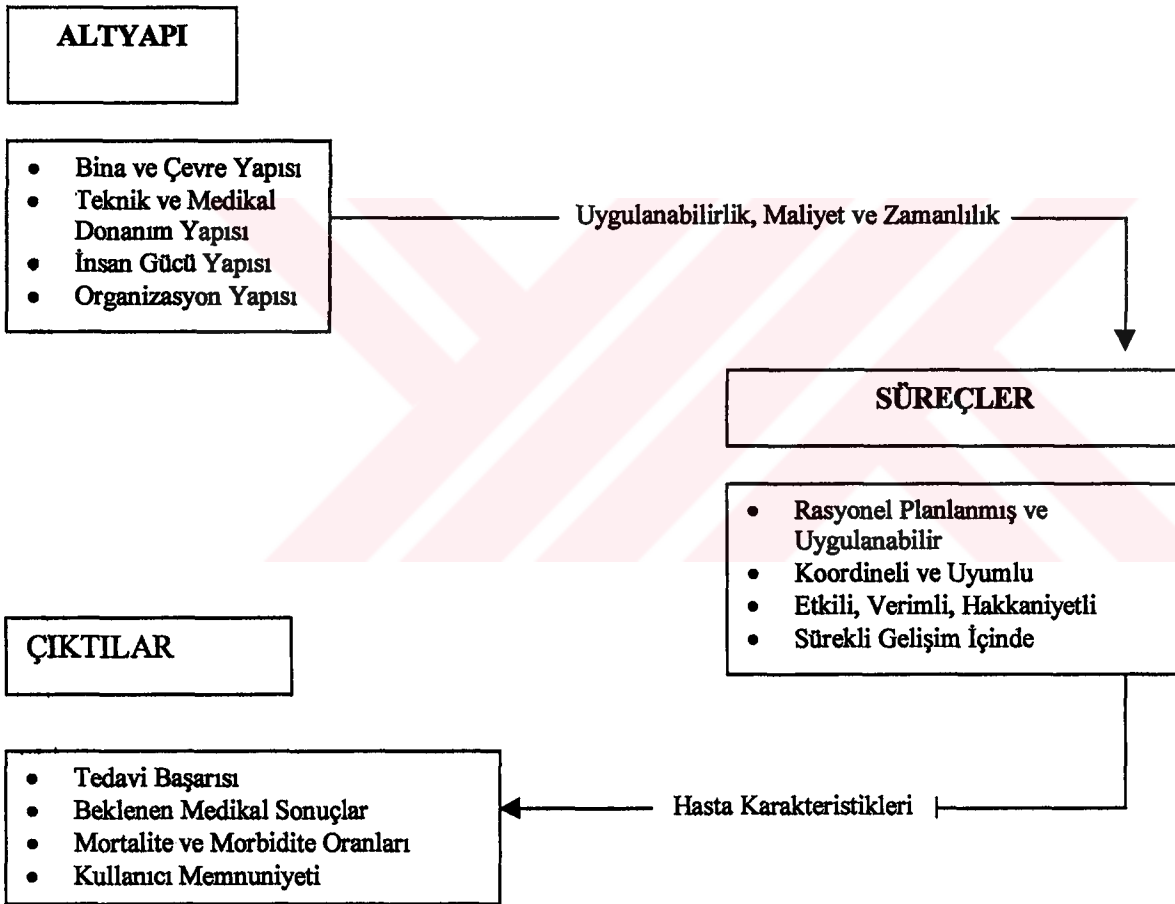 ALTYAPI
• Bina ve Çevre Yapısı
• Teknik ve Medikal
Donanım Yapısı
• İnsan Gücü Yapısı
• Organizasyon Yapısı
Uygulanabilirlik, Maliyet ve Zamanlılık
SÜREÇLER
• Rasyonel Planlanmış ve
Uygulanabilir
• Koordineli ve Uyumlu
• Etkili, Verimli, Hakkaniyetli
• Sürekli Gelişim İçinde
ÇIKTILAR
• Tedavi Başarısı
• Beklenen Medikal Sonuçlar
• Mortalite ve Morbidite Oranları
• Kullanıcı Memnuniyeti
Hasta Karakteristikleri